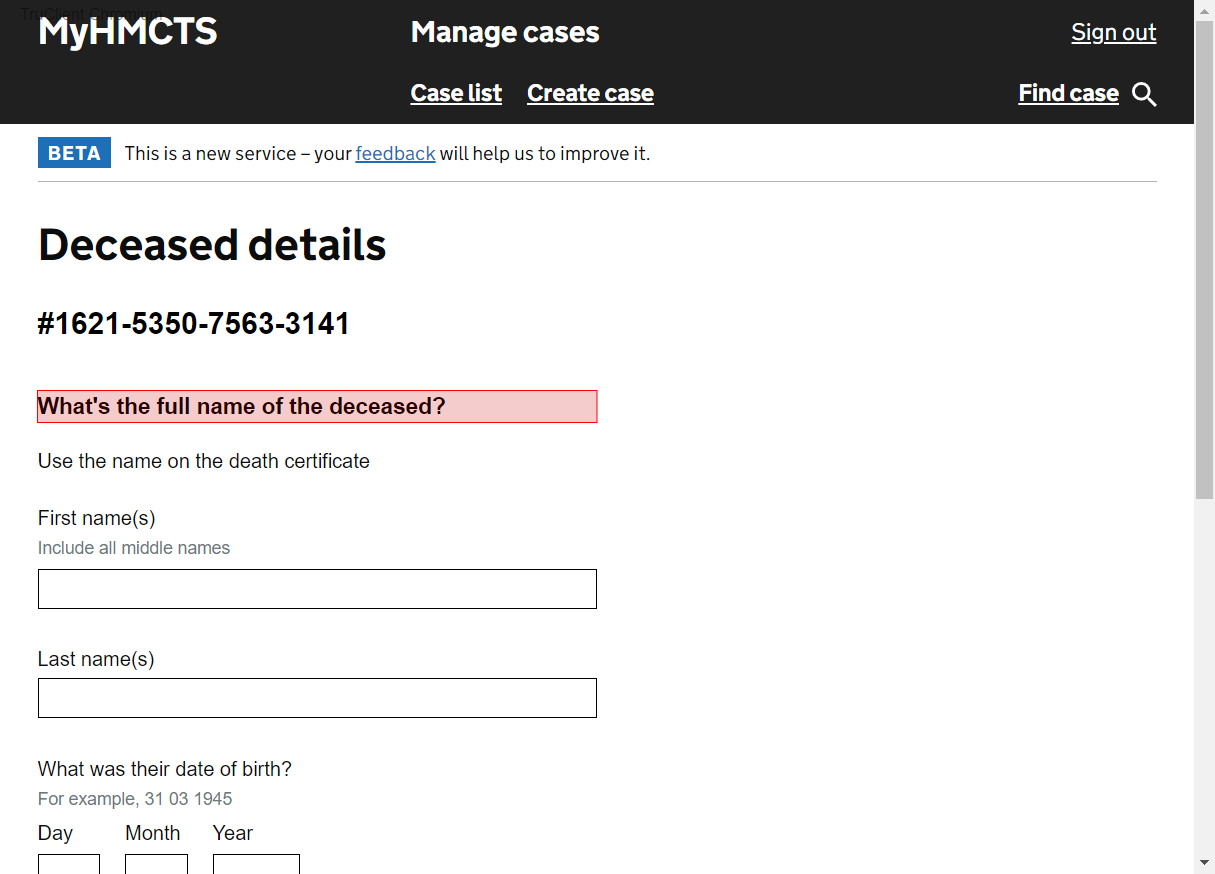 TruClient Chromium
MyHMCTS
Manage cases
Sign out
Case list Create case
Find case
BETA This is a new service – your feedback will help us to improve it.
Deceased details
#1621-5350-7563-3141
What's the full name of the deceased?
Use the name on the death certificate
First name(s)
Include all middle names
Last name(s)
What was their date of birth?
For example, 31 03 1945
Day Month Year